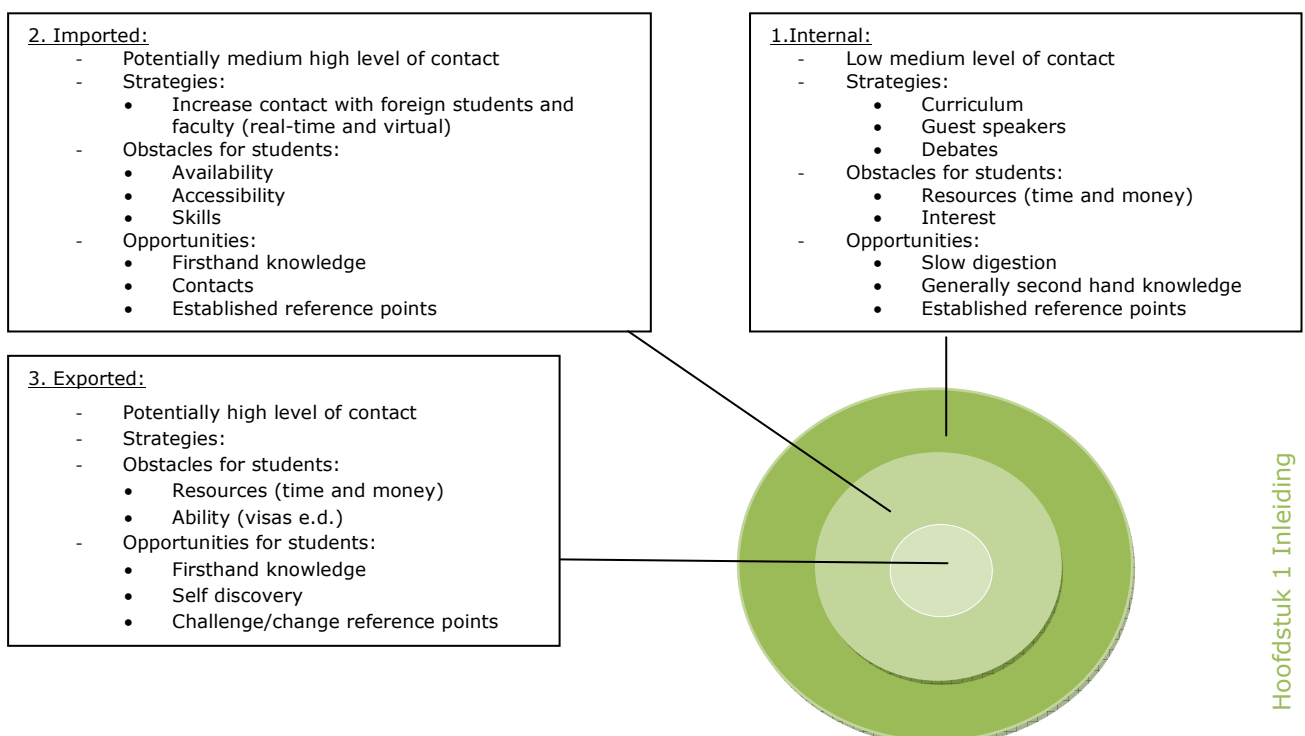 2. Imported:
- Potentially medium high level of contact
- Strategies:
• Increase contact with foreign students and
faculty (real-time and virtual)
- Obstacles for students:
• Availability
• Accessibility
• Skills
- Opportunities:
• Firsthand knowledge
• Contacts
• Established reference points
1.Internal:
- Low medium level of contact
- Strategies:
• Curriculum
• Guest speakers
• Debates
- Obstacles for students:
• Resources (time and money)
• Interest
- Opportunities:
• Slow digestion
• Generally second hand knowledge
• Established reference points
3. Exported:
- Potentially high level of contact
- Strategies:
- Obstacles for students:
• Resources (time and money)
• Ability (visas e.d.)
- Opportunities for students:
• Firsthand knowledge
• Self discovery
• Challenge/change reference points
Hoofdstuk 1 Inleiding